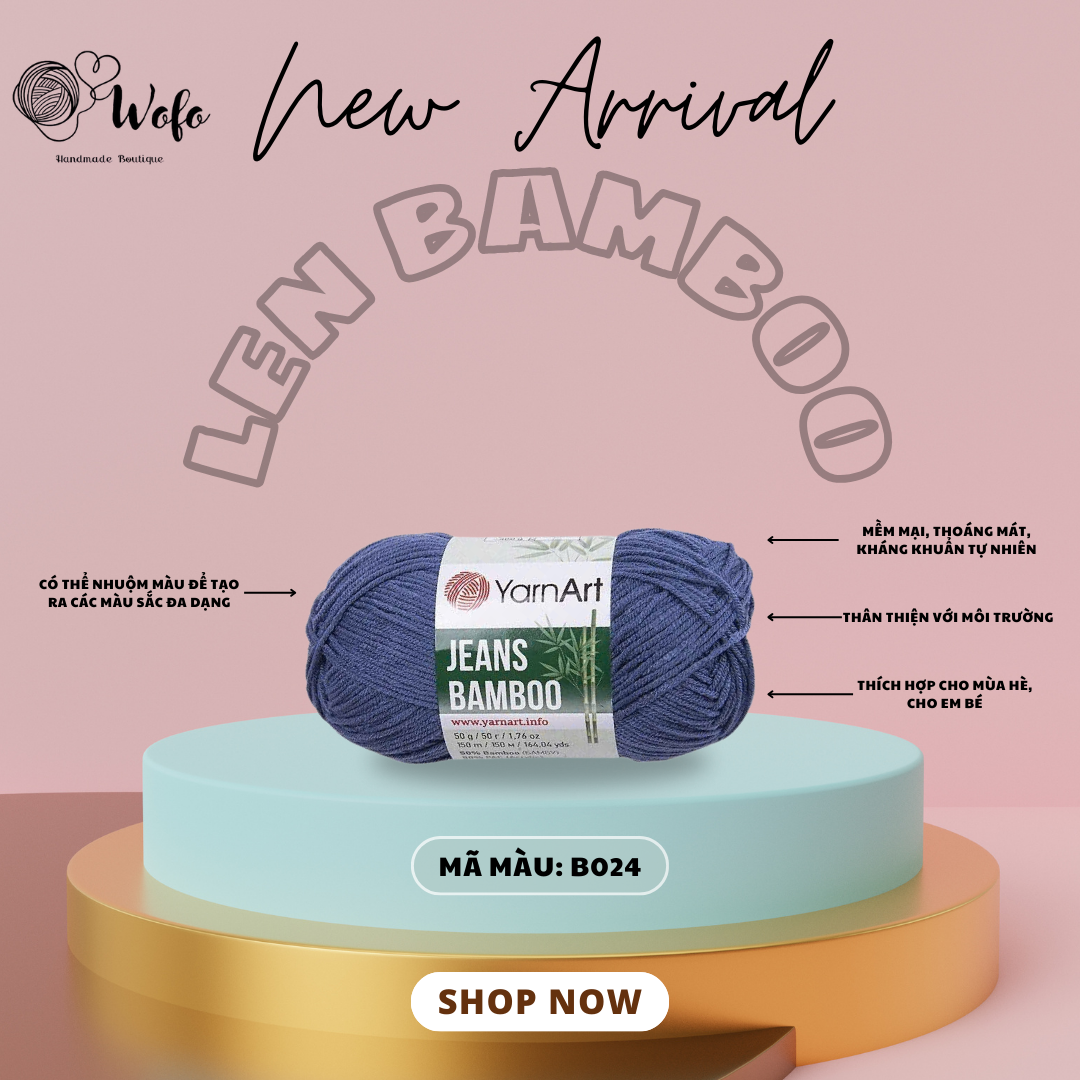 Wofo
Handmade Boutique
New Arrival
LEN BAMBOO
MỀM MẠI, THOÁNG MÁT,
KHÁNG KHUẨN TỰ NHIÊN
CÓ THỂ NHUỘM MÀU ĐỂ TẠO
RA CÁC MÀU SẮC ĐA DẠNG
THÂN THIỆN VỚI MÔI TRƯỜNG
THÍCH HỢP CHO MÙA HÈ,
CHO EM BÉ
YarnArt
JEANS
BAMBOO
www.yarnart.info
50 g / 50 г / 1,76 oz
150 m / 150 м / 164,04 yds
50% Bamboo
MÃ MÀU: B024
SHOP NOW